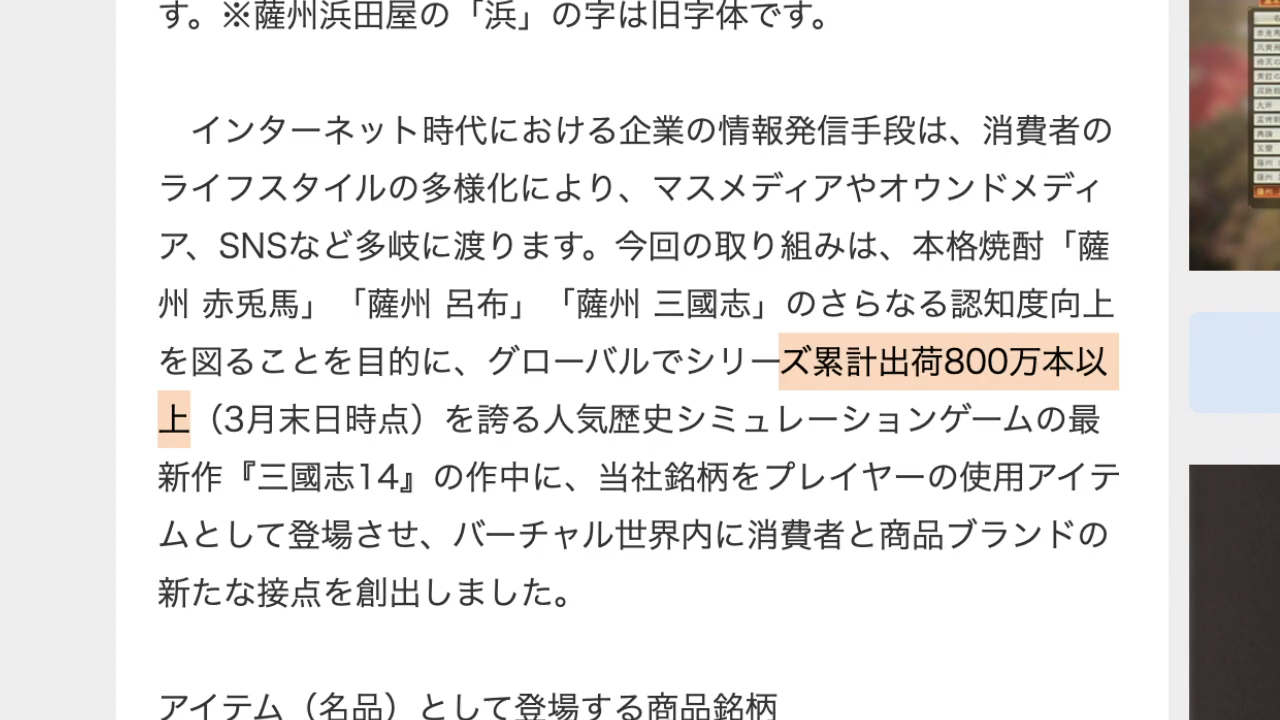 す。※薩州浜田屋の「浜」の字は旧字体です。
インターネット時代における企業の情報発信手段は、消費者の
ライフスタイルの多様化により、マスメディアやオウンドメディ
ア、SNSなど多岐に渡ります。今回の取り組みは、本格焼酎「薩
州 赤兎馬」「薩州 呂布」「薩州 三國志」のさらなる認知度向上
を図ることを目的に、グローバルでシリーズ累計出荷800万本以
上（3月末日時点）を誇る人気歴史シミュレーションゲームの最
新作『三國志14』の作中に、当社銘柄をプレイヤーの使用アイテ
ムとして登場させ、バーチャル世界内に消費者と商品ブランドの
新たな接点を創出しました。
アイテム（名品）として登場する商品銘柄